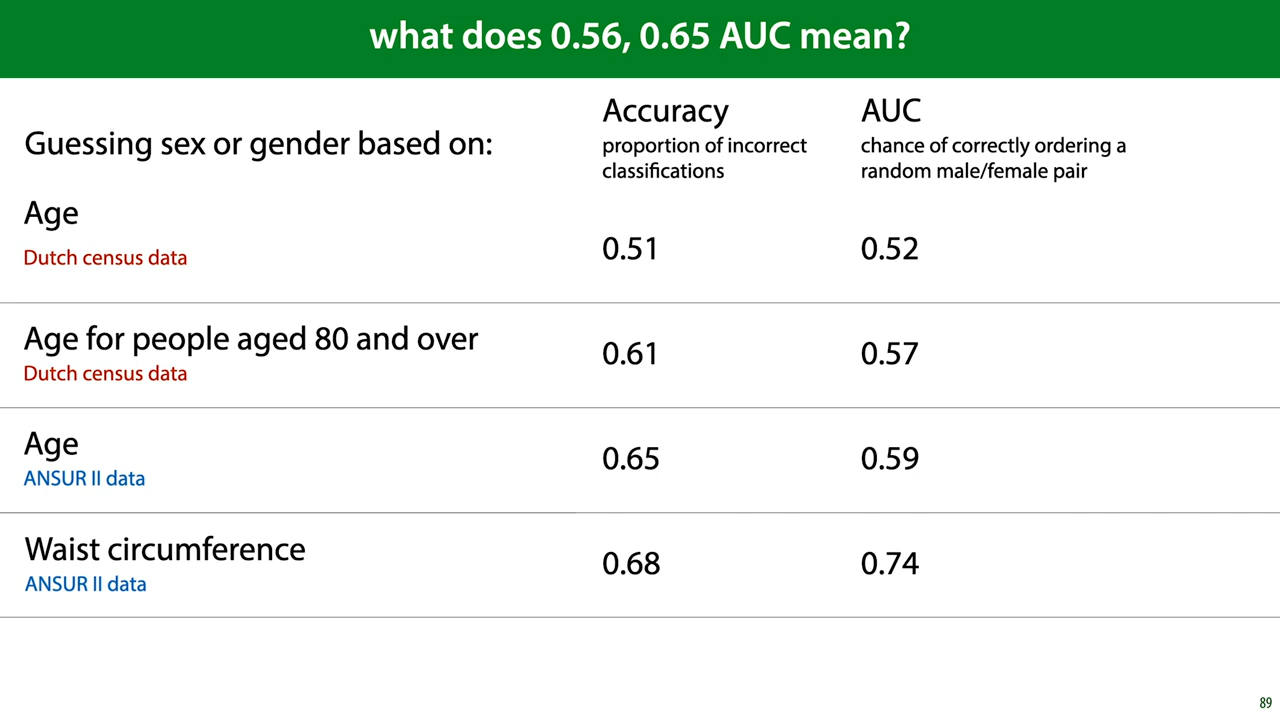 what does 0.56, 0.65 AUC mean?
Guessing sex or gender based on:
Accuracy
proportion of incorrect
classifications
AUC
chance of correctly ordering a
random male/female pair
Age
Dutch census data
0.51
0.52
Age for people aged 80 and over
Dutch census data
0.61
0.57
Age
ANSUR II data
0.65
0.59
Waist circumference
ANSUR II data
0.68
0.74
89